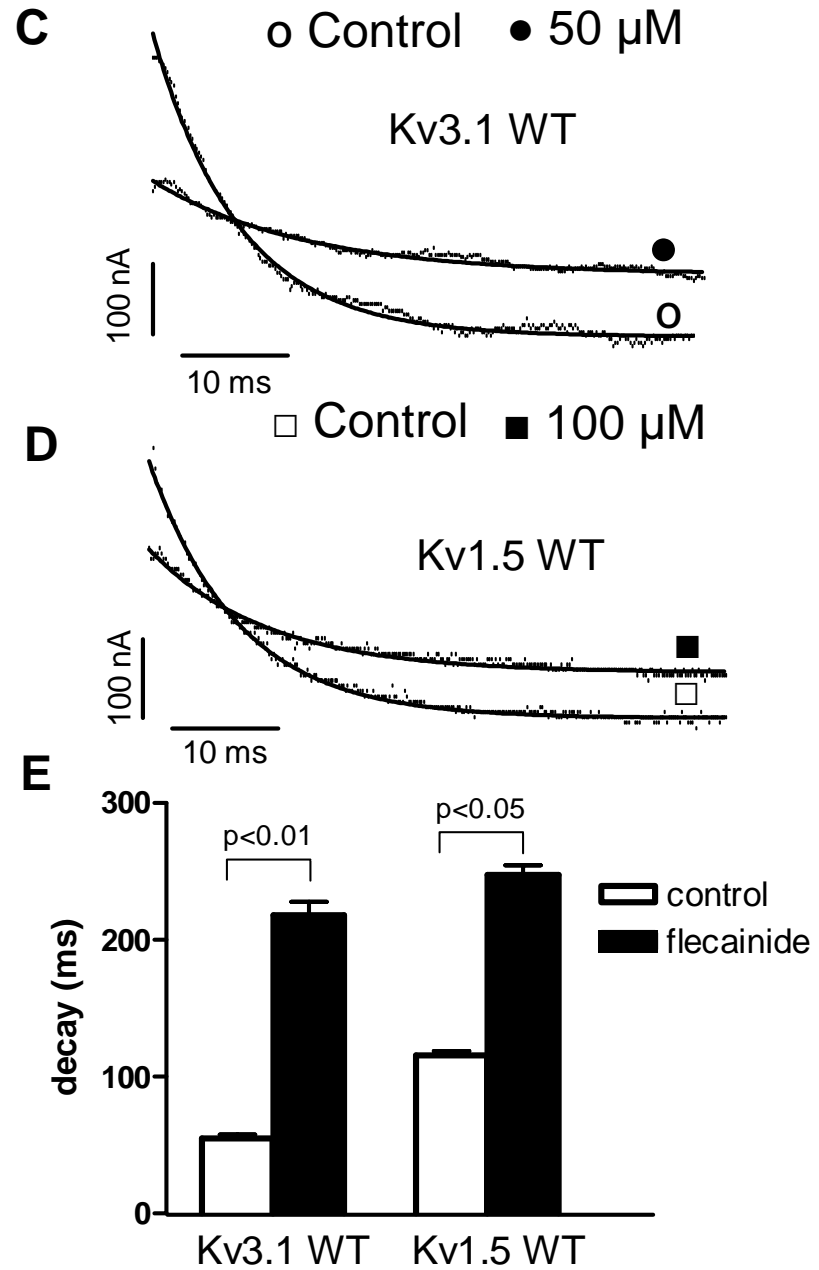 C
o Control ● 50 µM
Kv3.1 WT
100 nA
10 ms
□ Control ■ 100 µM
D
Kv1.5 WT
100 nA
10 ms
E
300
p<0.01
p<0.05
control
200
flecainide
decay (ms)
100
0
Kv3.1 WT Kv1.5 WT